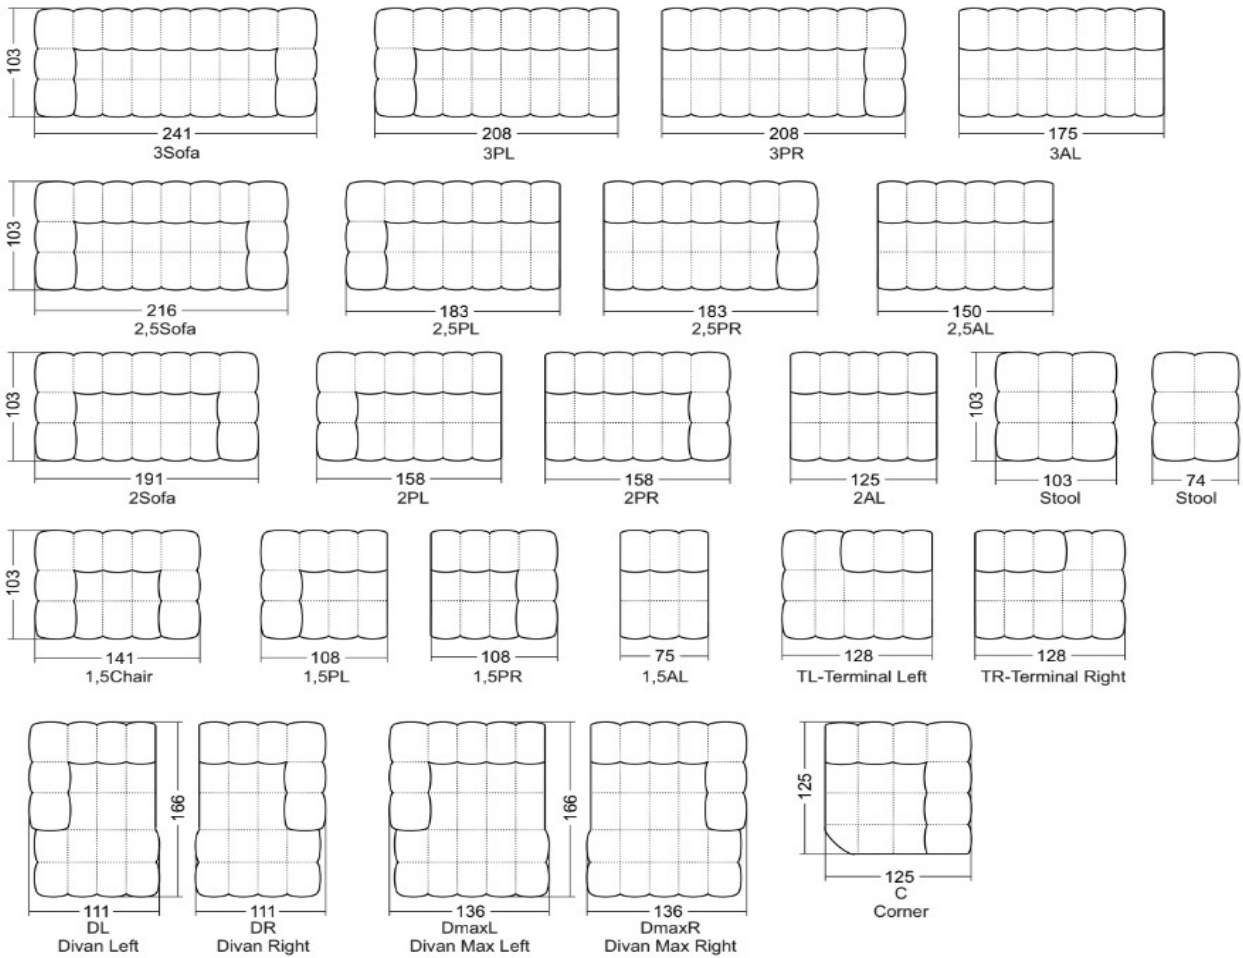 103
241 208 208 175
3Sofa 3PL 3PR 3AL
103
216 183 183 150
2,5Sofa 2,5PL 2,5PR 2,5AL
103 103
191 158 158 125 103 74
2Sofa 2PL 2PR 2AL Stool Stool
103
141 108 108 75 128 128
1,5Chair 1,5PL 1,5PR 1,5AL TL-Terminal Left TR-Terminal Right
166 166 125
111 111 136 136 125
DL DR DmaxL DmaxR C
Divan Left Divan Right Divan Max Left Divan Max Right Corner